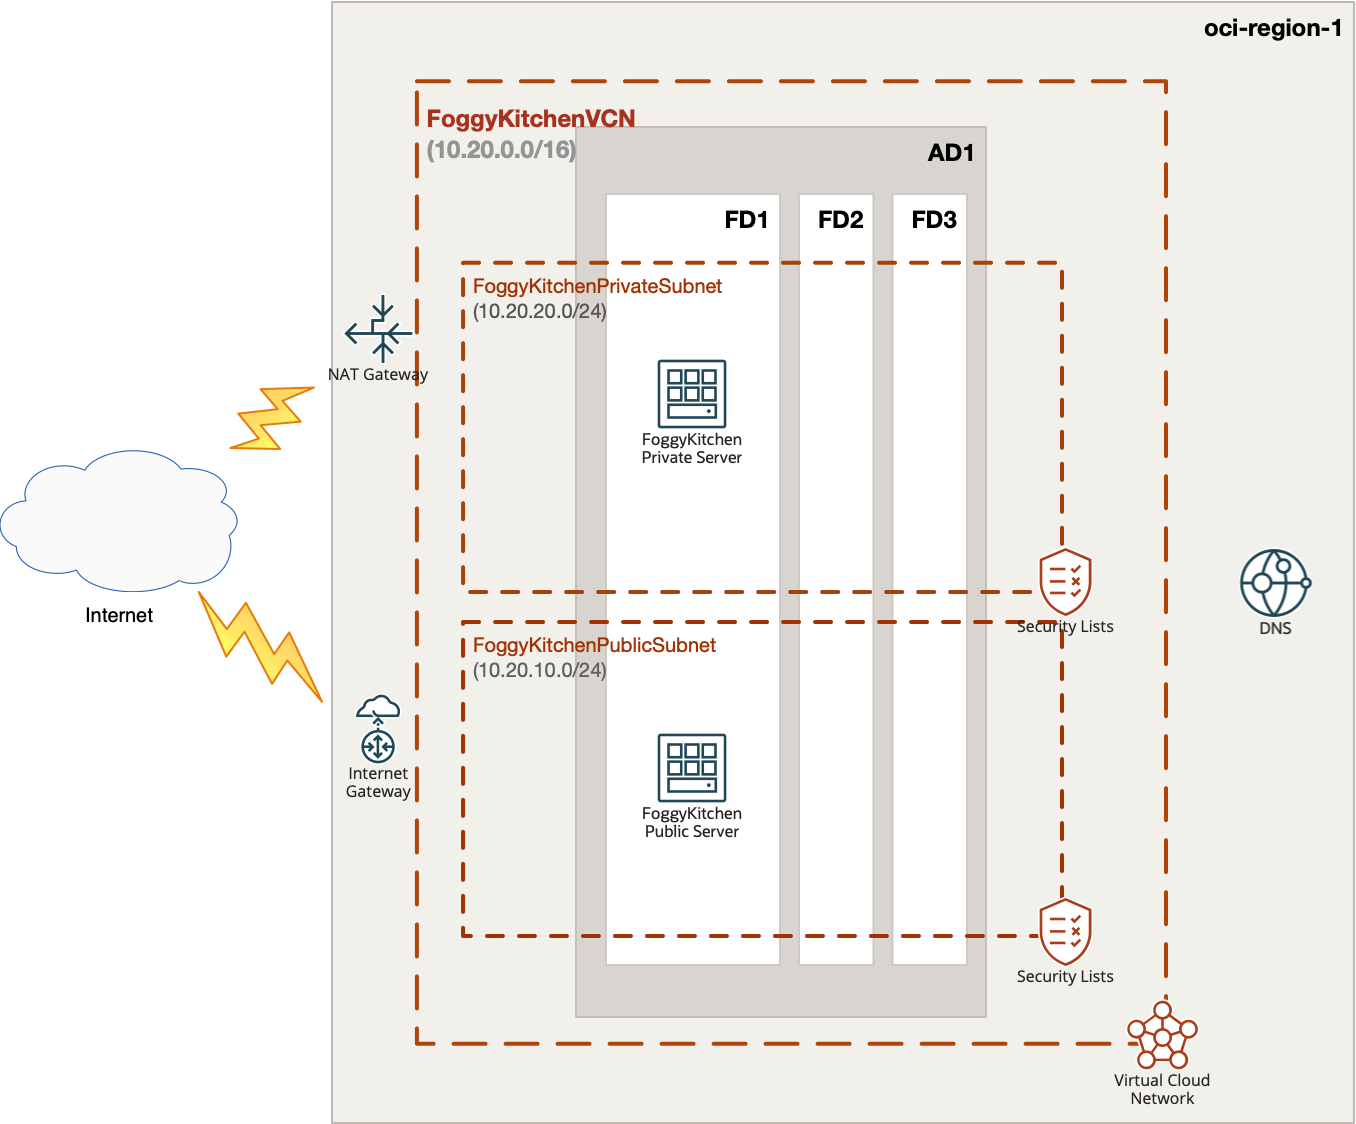 oci-region-1
FoggyKitchenVCN
(10.20.0.0/16)
AD1
FD1
FD2
FD3
FoggyKitchenPrivateSubnet
(10.20.20.0/24)
NAT Gateway
FoggyKitchen
Private Server
Internet
Security Lists
DNS
FoggyKitchenPublicSubnet
(10.20.10.0/24)
Internet
Gateway
FoggyKitchen
Public Server
Security Lists
Virtual Cloud
Network